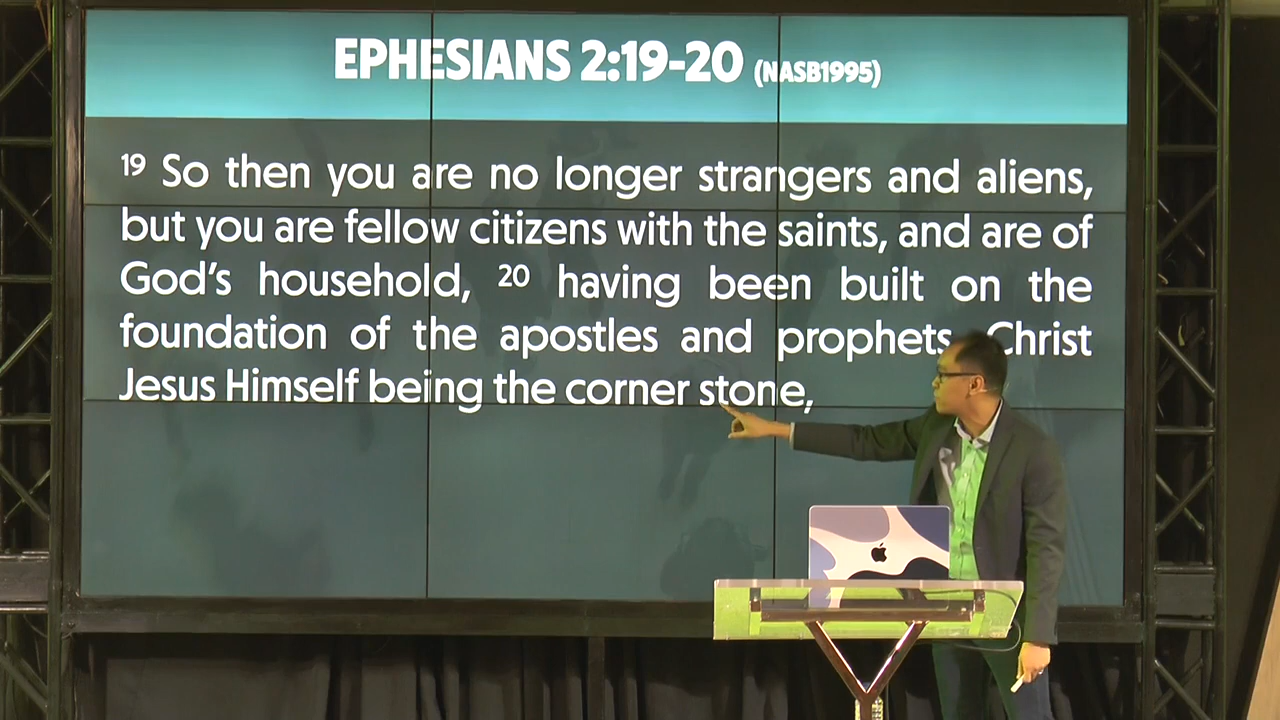 EPHESIANS 2:19-20 (NASB1995)
19 So then you are no longer strangers and aliens,
but you are fellow citizens with the saints, and are of
God's household, 20 having been built on the
foundation of the apostles and prophets Christ
Jesus Himself being the corner stone,